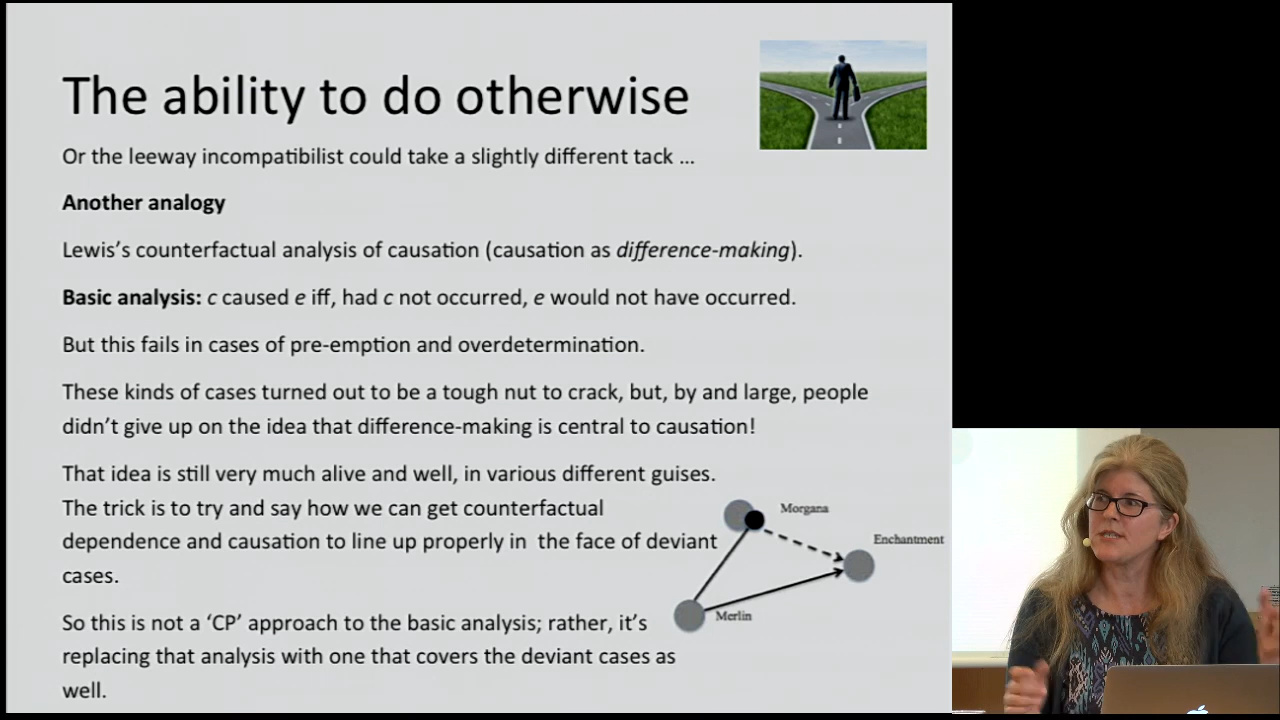 The ability to do otherwise
Or the leeway incompatibilist could take a slightly different tack ...
Another analogy
Lewis's counterfactual analysis of causation (causation as difference-making).
Basic analysis: c caused e iff, had c not occurred, e would not have occurred.
But this fails in cases of pre-emption and overdetermination.
These kinds of cases turned out to be a tough nut to crack, but, by and large, people
didn't give up on the idea that difference-making is central to causation!
That idea is still very much alive and well, in various different guises.
The trick is to try and say how we can get counterfactual
dependence and causation to line up properly in the face of deviant
cases.
Morgana
Enchantment
Merlin
So this is not a 'CP' approach to the basic analysis; rather, it's
replacing that analysis with one that covers the deviant cases as
well.